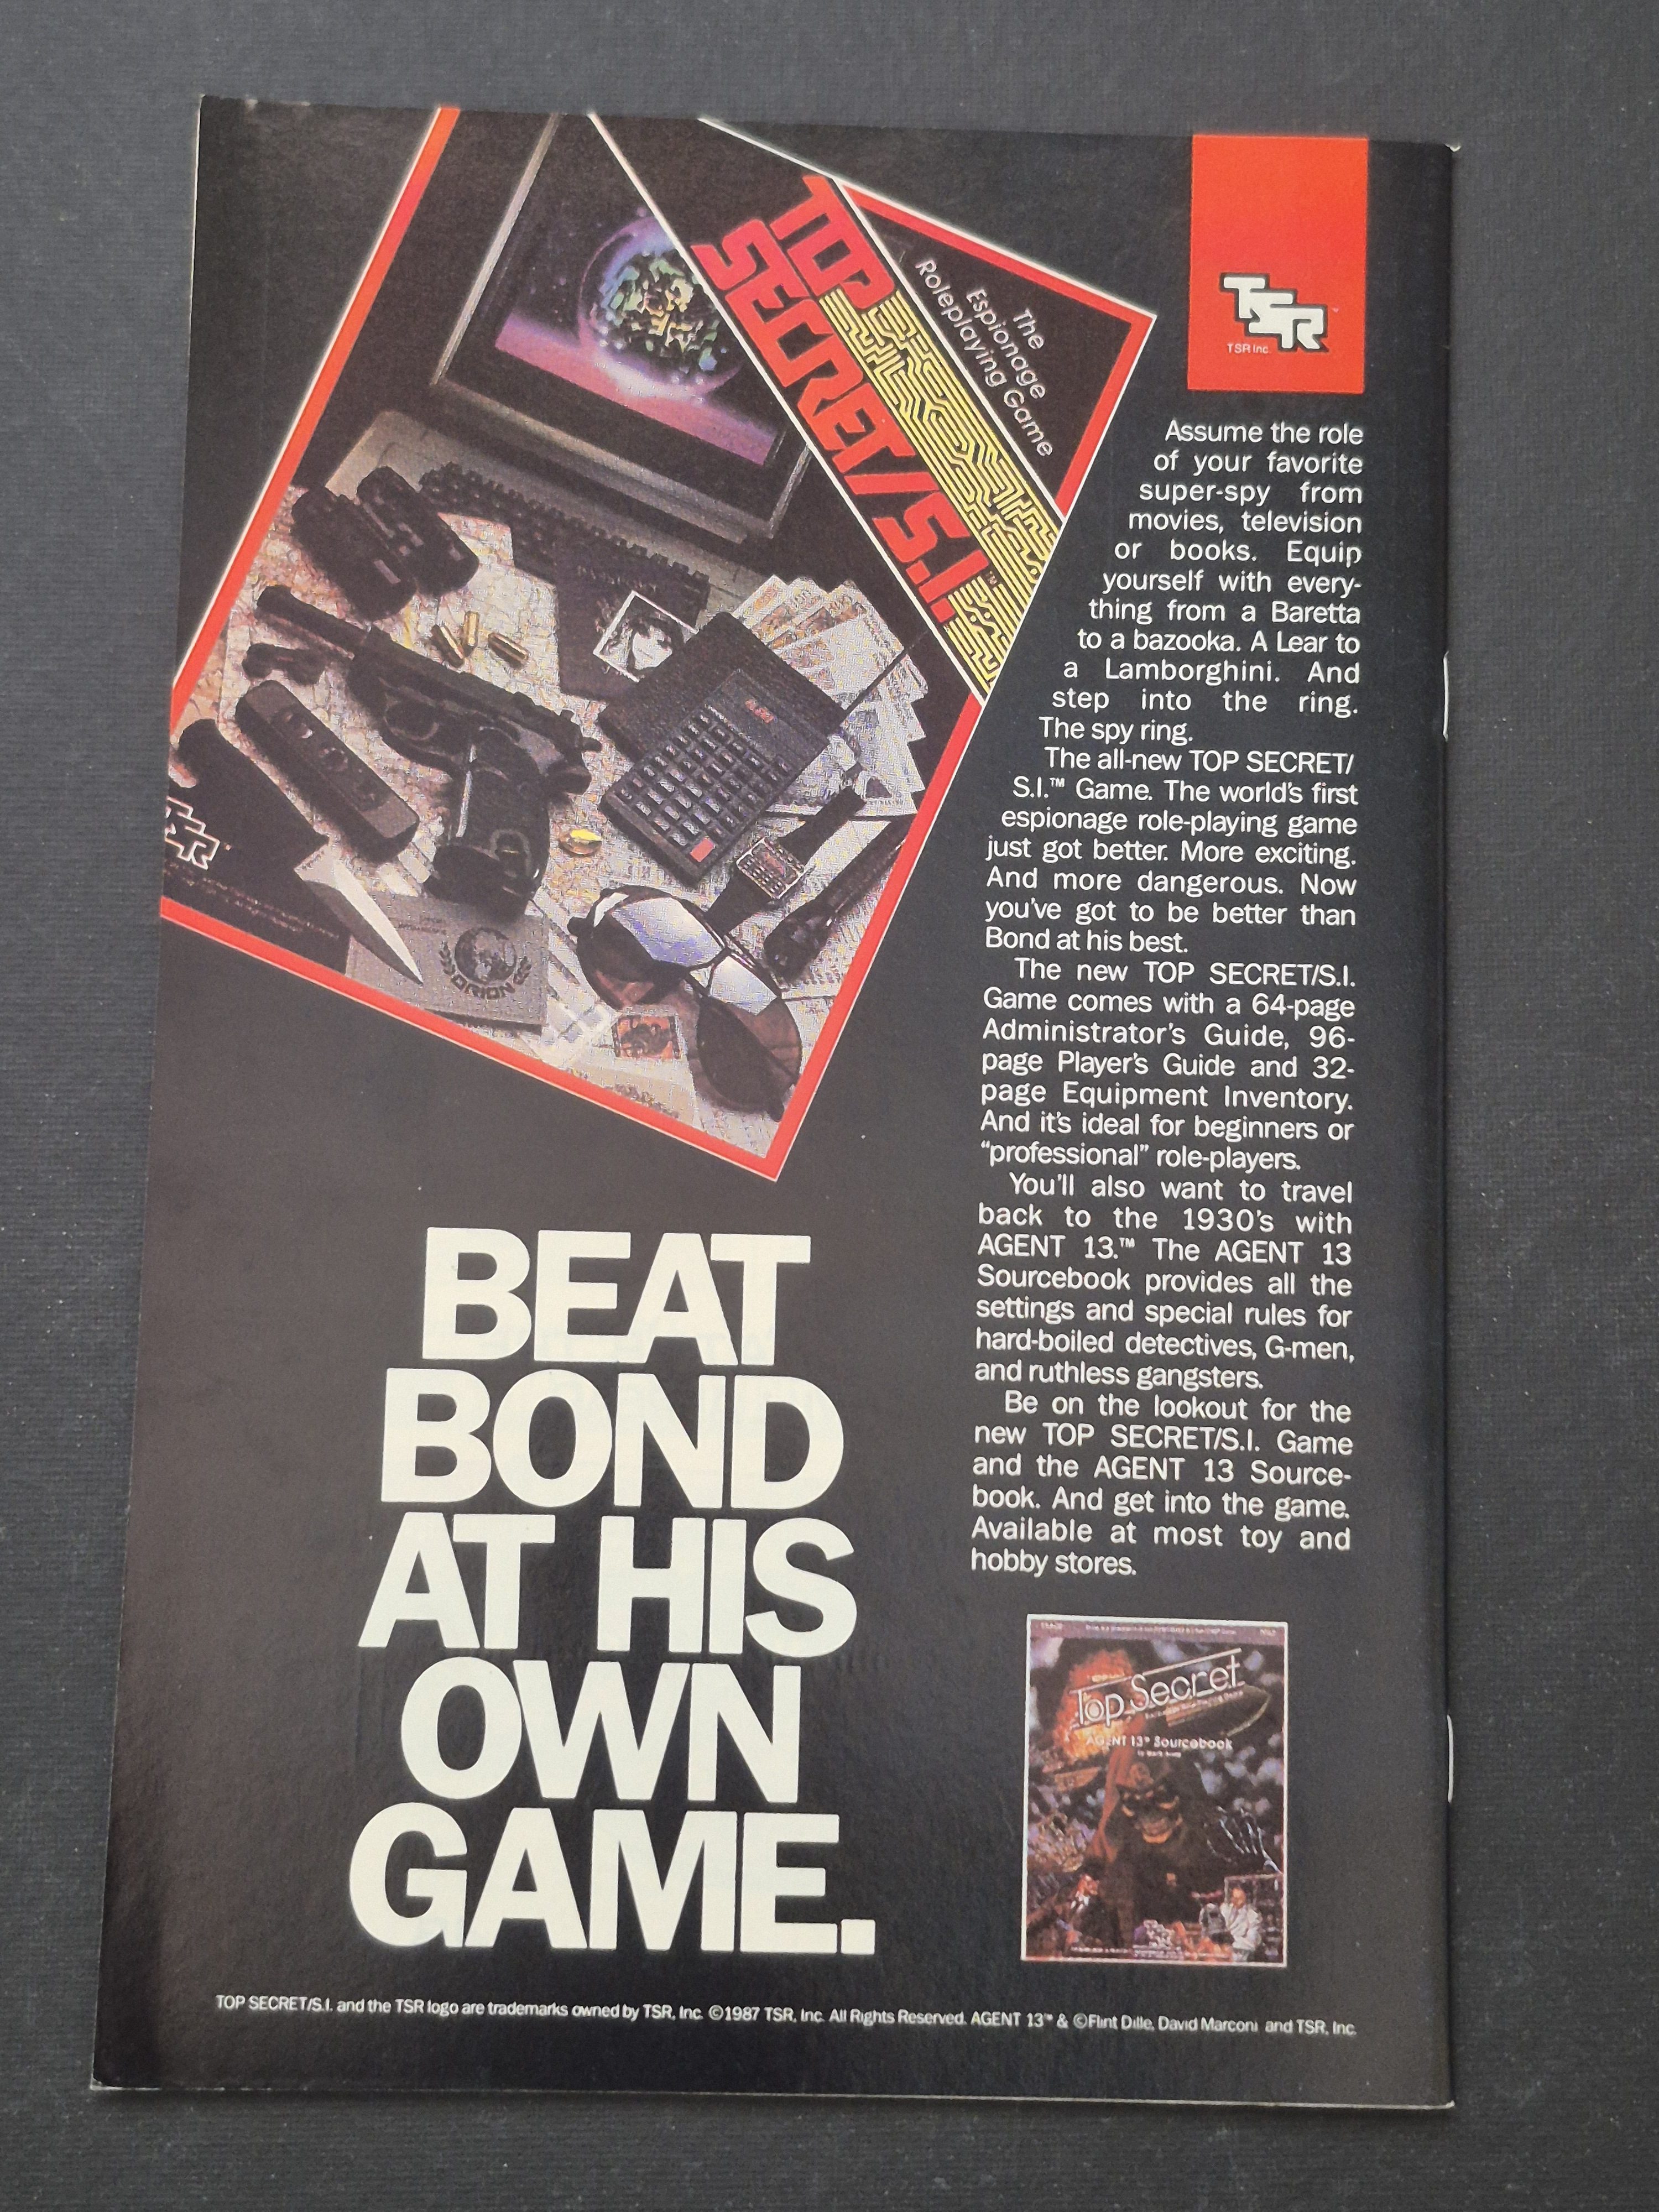 TOP
SECRET/S.I.™
The
Espionage
Roleplaying Game
TSR™
TSR Inc.
TSR™
ORION
Assume the role
of your favorite
super-spy from
movies, television
or books. Equip
yourself with every-
thing from a Baretta
to a bazooka. A Lear to
a Lamborghini. And
step into the ring.
The spy ring.
The all-new TOP SECRET/
S.I.™ Game. The world's first
espionage role-playing game
just got better. More exciting.
And more dangerous. Now
you've got to be better than
Bond at his best.
The new TOP SECRET/S.I.
Game comes with a 64-page
Administrator's Guide, 96-
page Player's Guide and 32-
page Equipment Inventory.
And it's ideal for beginners or
"professional" role-players.
You'll also want to travel
back to the 1930's with
AGENT 13.™ The AGENT 13
Sourcebook provides all the
settings and special rules for
hard-boiled detectives, G-men,
and ruthless gangsters.
Be on the lookout for the
new TOP SECRET/S.I. Game
and the AGENT 13 Source-
book. And get into the game.
Available at most toy and
hobby stores.
BEAT
BOND
AT HIS
OWN
GAME.
Top Secret
AGENT 13™ Sourcebook
TOP SECRET/S.I. and the TSR logo are trademarks owned by TSR, Inc. ©1987 TSR, Inc. All Rights Reserved. AGENT 13™ & ©Flint Dille, David Marconi and TSR, Inc.